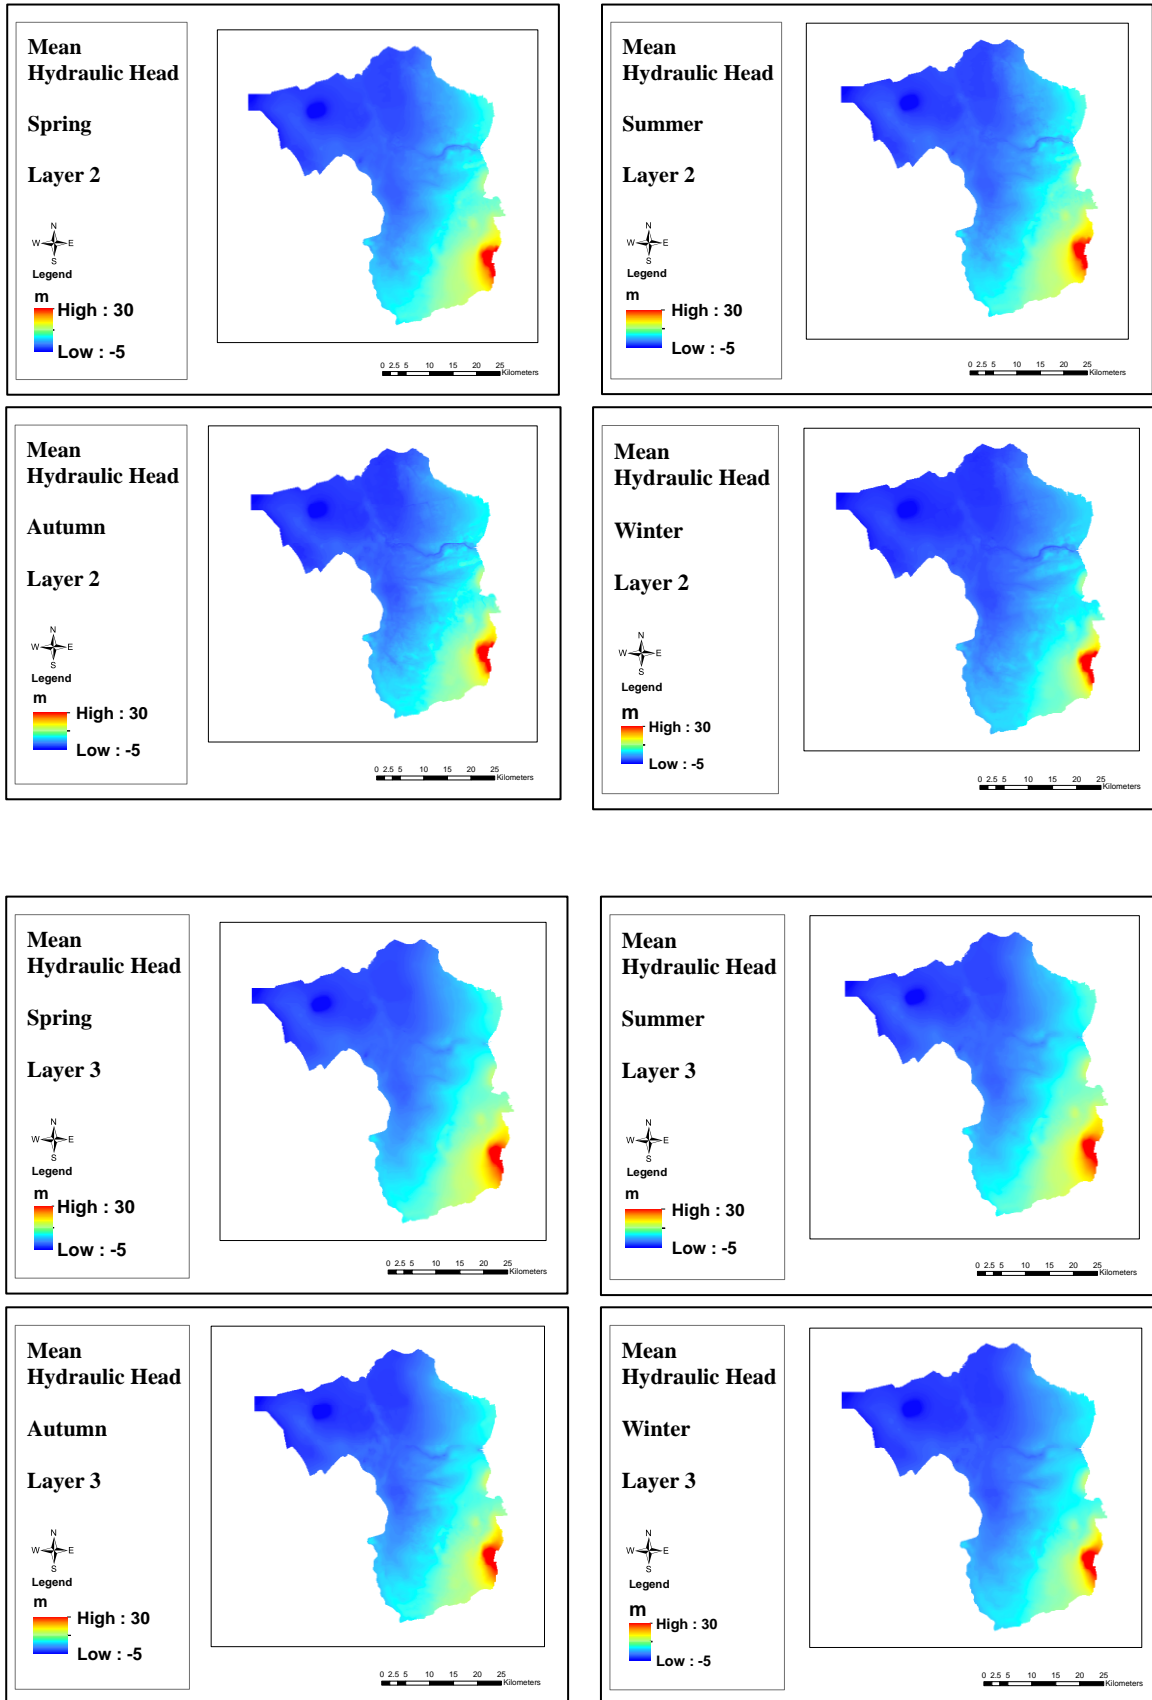 Mean
Hydraulic Head
Spring
Layer 2
N
W E
S
Legend
m
High : 30
Low : -5
0 2.5 5 10 15 20 25
Kilometers
Mean
Hydraulic Head
Summer
Layer 2
N
W E
S
Legend
m
High : 30
Low : -5
0 2.5 5 10 15 20 25
Kilometers
Mean
Hydraulic Head
Autumn
Layer 2
N
W E
S
Legend
m
High : 30
Low : -5
0 2.5 5 10 15 20 25
Kilometers
Mean
Hydraulic Head
Winter
Layer 2
N
W E
S
Legend
m
High : 30
Low : -5
0 2.5 5 10 15 20 25
Kilometers
Mean
Hydraulic Head
Spring
Layer 3
N
W E
S
Legend
m
High : 30
Low : -5
0 2.5 5 10 15 20 25
Kilometers
Mean
Hydraulic Head
Summer
Layer 3
N
W E
S
Legend
m
High : 30
Low : -5
0 2.5 5 10 15 20 25
Kilometers
Mean
Hydraulic Head
Autumn
Layer 3
N
W E
S
Legend
m
High : 30
Low : -5
0 2.5 5 10 15 20 25
Kilometers
Mean
Hydraulic Head
Winter
Layer 3
N
W E
S
Legend
m
High : 30
Low : -5
0 2.5 5 10 15 20 25
Kilometers